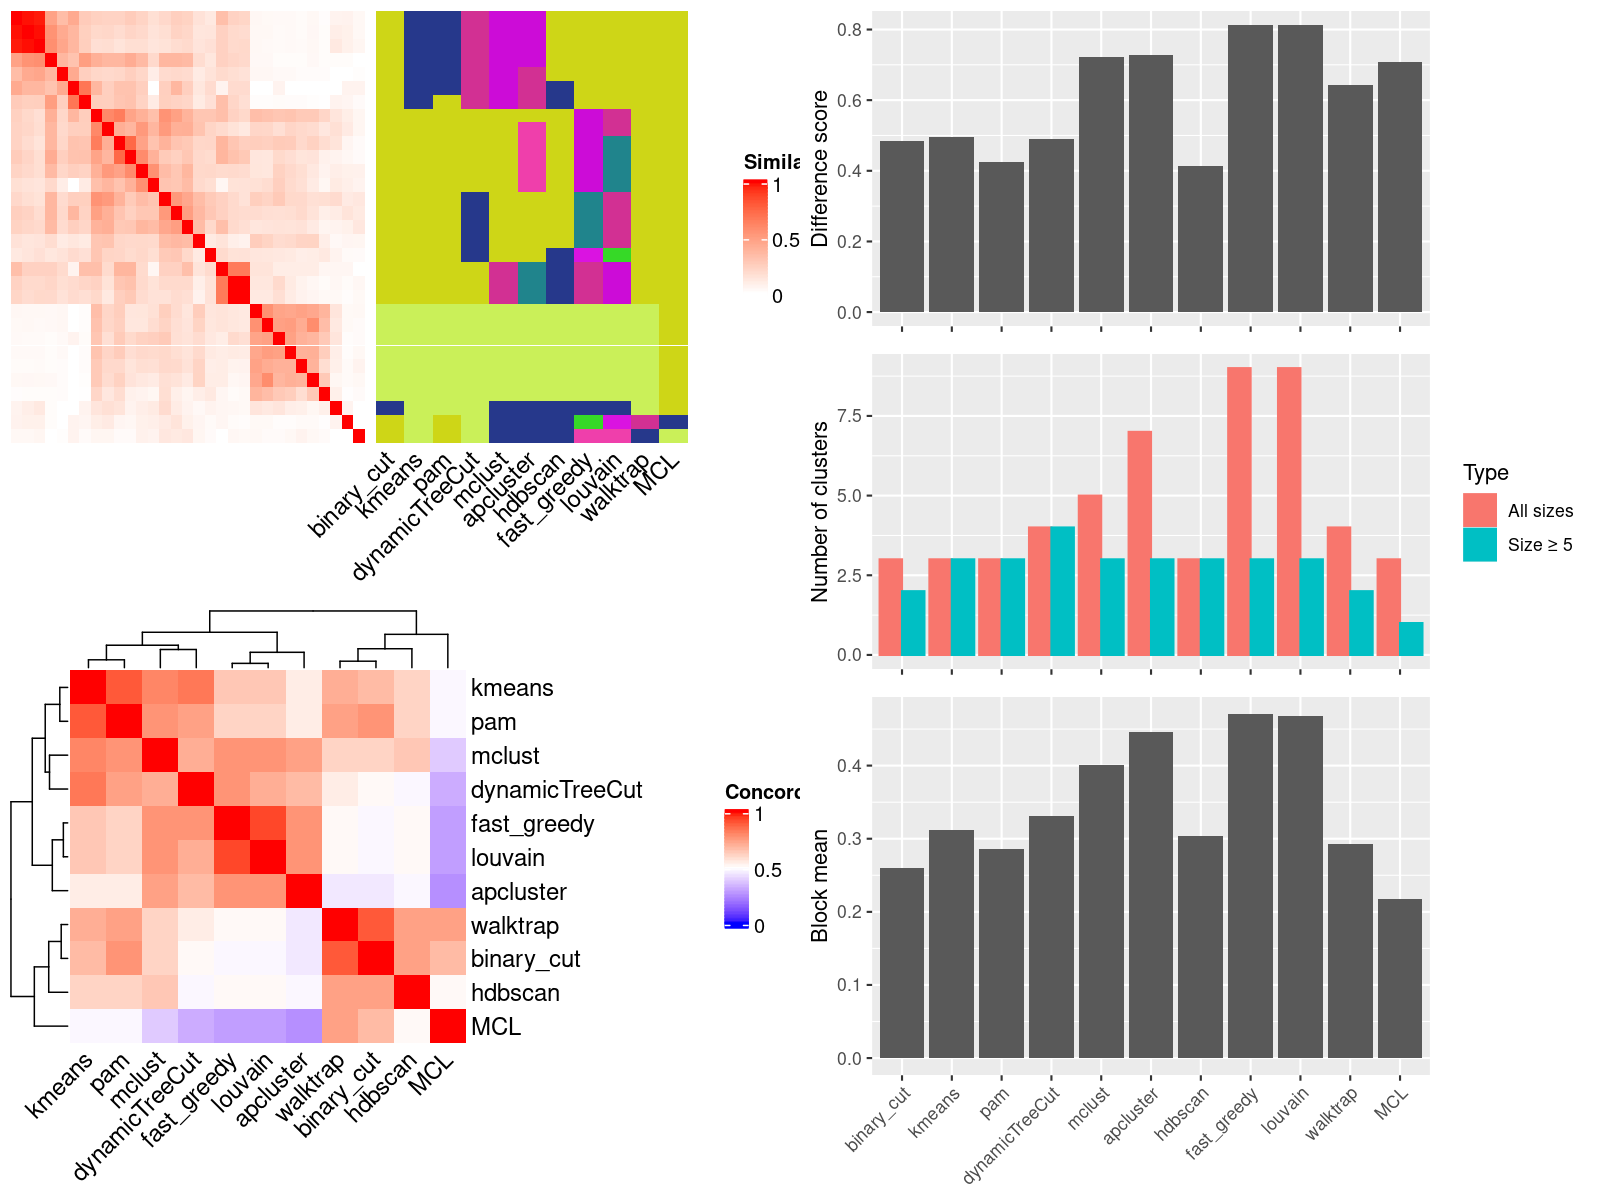 Simila
1
0.5
0
binary_cut
kmeans
pam
dynamicTreeCut
mclust
apcluster
hdbscan
fast_greedy
louvain
walktrap
MCL
kmeans
pam
mclust
dynamicTreeCut
fast_greedy
louvain
apcluster
walktrap
binary_cut
hdbscan
MCL
kmeans
pam
mclust
dynamicTreeCut
fast_greedy
louvain
apcluster
walktrap
binary_cut
hdbscan
MCL
Concorc
1
0.5
0
Difference score
0.8
0.6
0.4
0.2
0.0
Number of clusters
7.5
5.0
2.5
0.0
Type
All sizes
Size ≥ 5
Block mean
0.4
0.3
0.2
0.1
0.0
binary_cut
kmeans
pam
dynamicTreeCut
mclust
apcluster
hdbscan
fast_greedy
louvain
walktrap
MCL